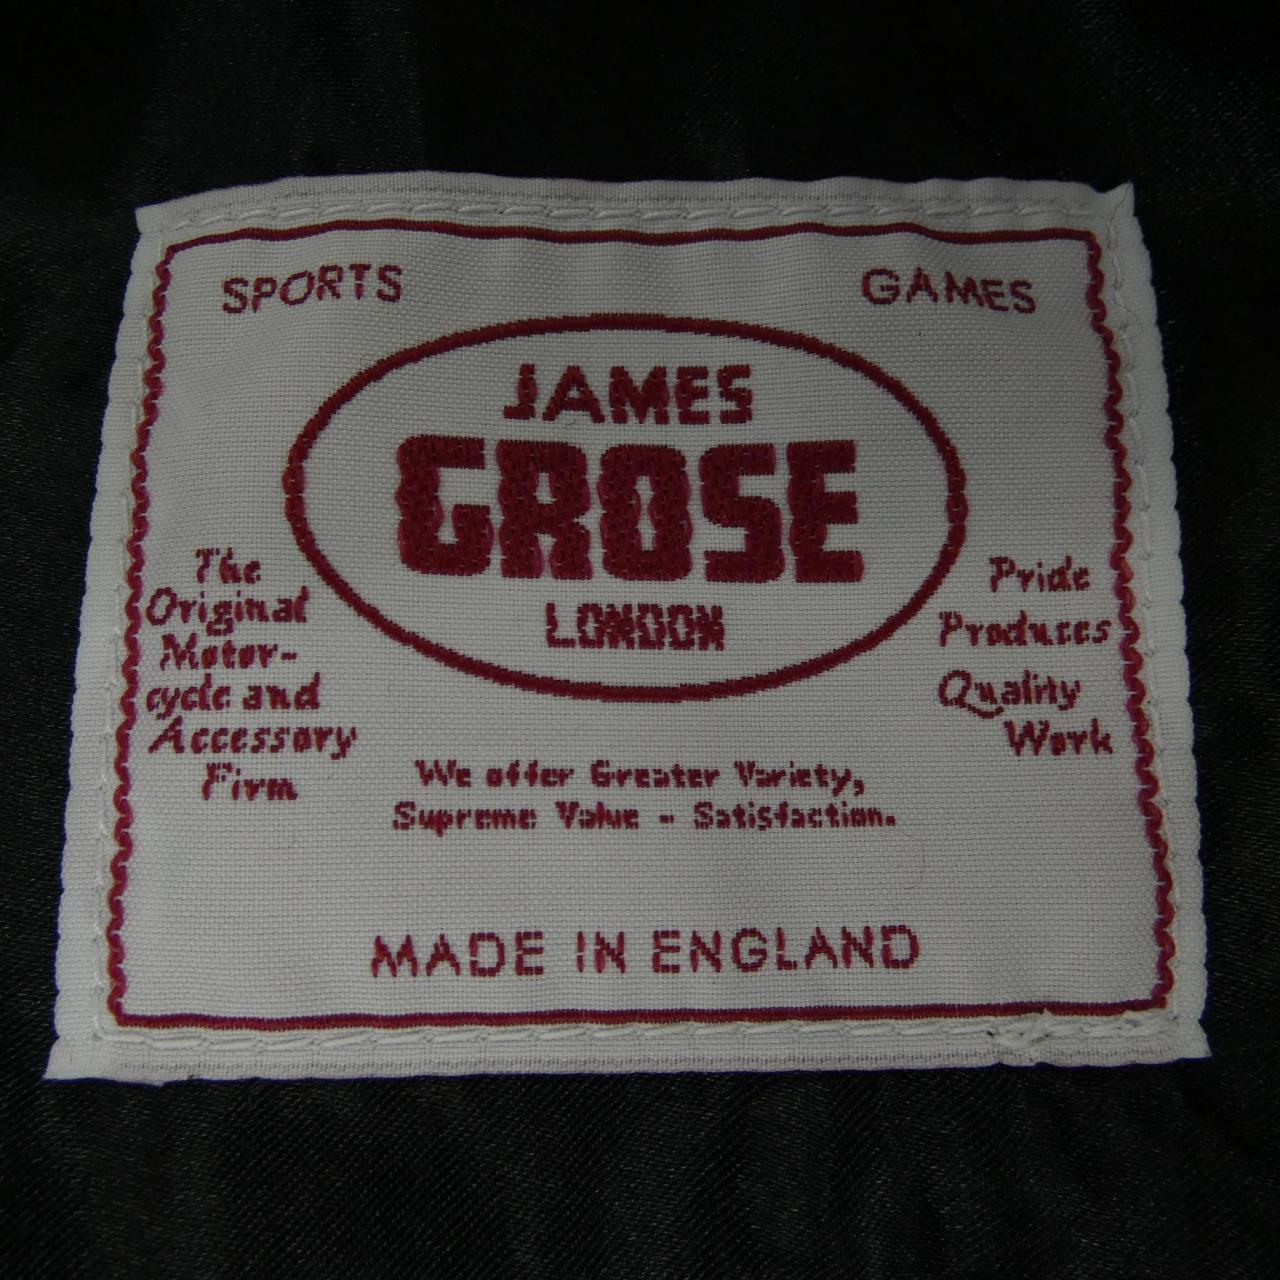 SPORTS GAMES
JAMES
GROSE
LONDON
The
Original
Motor-
cycle and
Accessory
Firm
Pride
Produces
Quality
Work
We offer Greater Variety,
Supreme Value - Satisfaction.
MADE IN ENGLAND